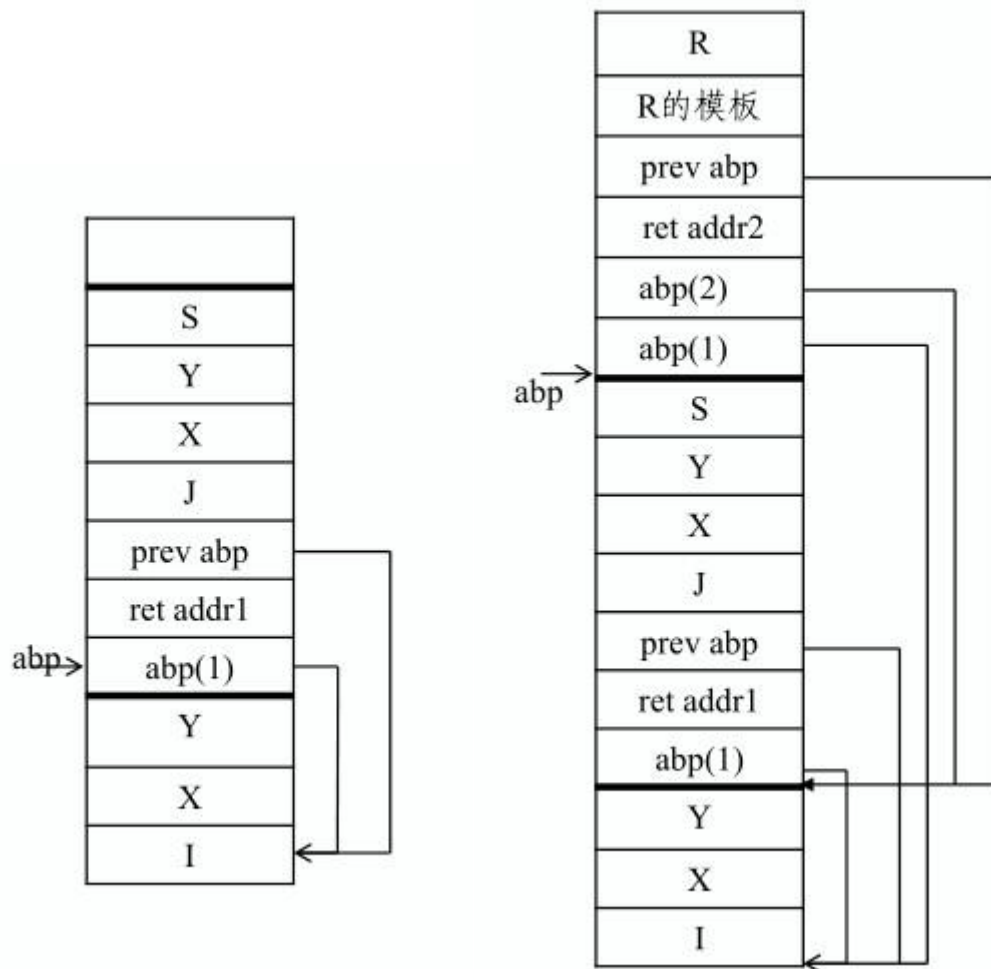 S
Y
X
J
prev abp
ret addr1
abp
abp(1)
Y
X
I
R
R的模板
prev abp
ret addr2
abp(2)
abp(1)
abp
S
Y
X
J
prev abp
ret addr1
abp(1)
Y
X
I